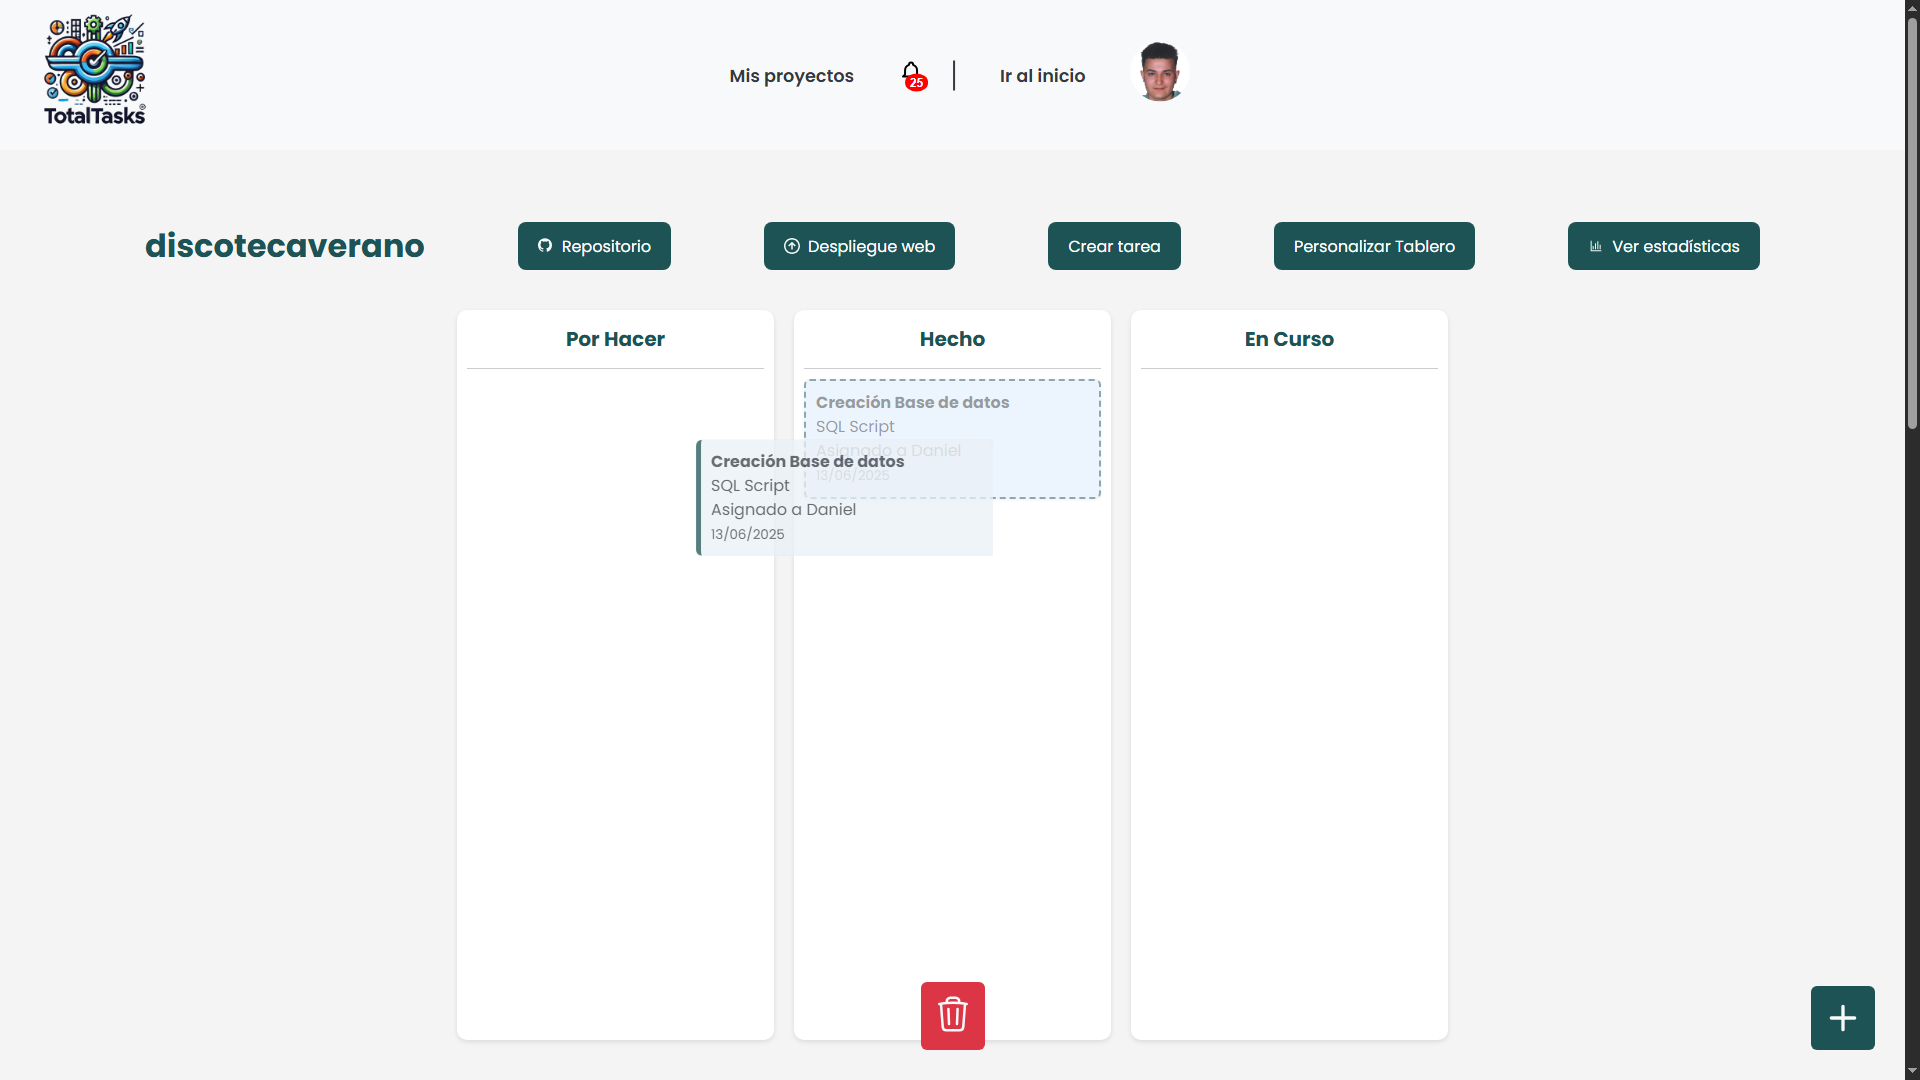 TotalTasks
Mis proyectos
25
Ir al inicio
discotecaverano
Repositorio
Despliegue web
Crear tarea
Personalizar Tablero
Ver estadísticas
Por Hacer
Hecho
En Curso
Creación Base de datos
SQL Script
Asignado a Daniel
13/06/2025
Creación Base de datos
SQL Script
Asignado a Daniel
13/06/2025